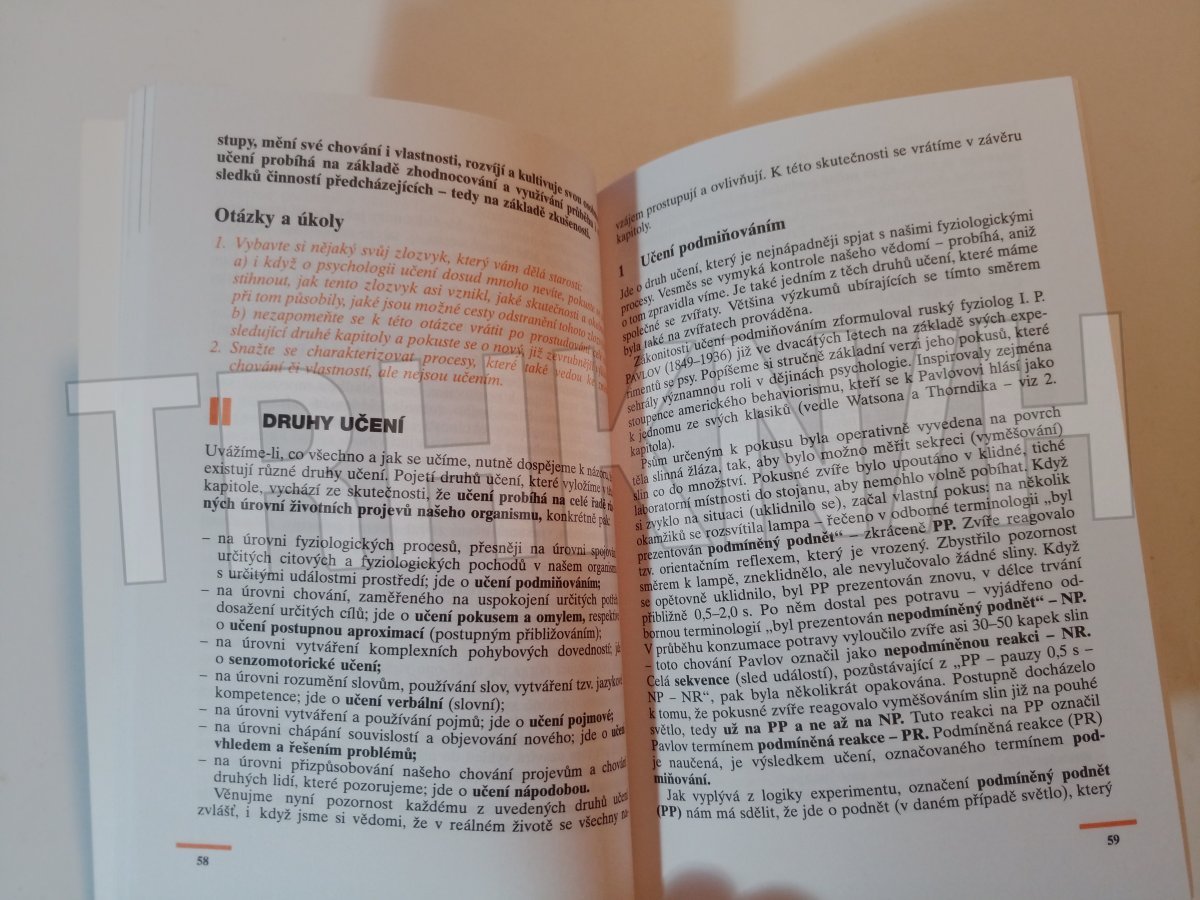 stupy, mění své chování i vlastnosti, rozvíjí a kultivuje svou
učení probíhá na základě zhodnocování a využívání průběhu
sledků činností předcházejících – tedy na základě zkušeností.
Otázky a úkoly
1. Vybavte si nějaký svůj zlozvyk, který vám dělá starosti:
a) i když o psychologii učení dosud mnoho nevíte, pokuste se
stihnout, jak tento zlozvyk asi vznikl, jaké skutečnosti a
při tom působily, jaké jsou možné cesty odstranění tohoto
b) nezapomeňte se k této otázce vrátit po prostudování
sledující druhé kapitoly a pokuste se o nový, již zevrubnější
2. Snažte se charakterizovat procesy, které také vedou ke
chování či vlastností, ale nejsou učením.
II DRUHY UČENÍ
Uvážíme-li, co všechno a jak se učíme, nutně dospějeme k názoru,
existují různé druhy učení. Pojetí druhů učení, které vyložíme v
kapitole, vychází ze skutečnosti, že učení probíhá na celé řadě
ných úrovní životních projevů našeho organismu, konkrétně pak:
– na úrovni fyziologických procesů, přesněji na úrovni spojování
určitých citových a fyziologických pochodů v našem organismu
s určitými událostmi prostředí; jde o učení podmiňováním;
– na úrovni chování, zaměřeného na uspokojení určitých potřeb,
dosažení určitých cílů; jde o učení pokusem a omylem, respektive
o učení postupnou aproximací (postupným přibližováním);
– na úrovni vytváření komplexních pohybových dovedností; jde
o senzomotorické učení;
– na úrovni rozumění slovům, používání slov, vytváření tzv. jazykové
kompetence; jde o učení verbální (slovní);
– na úrovni vytváření a používání pojmů; jde o učení pojmové;
– na úrovni chápání souvislostí a objevování nového; jde o učení
vhledem a řešením problémů;
– na úrovni přizpůsobování našeho chování projevům a chování
druhých lidí, které pozorujeme; jde o učení nápodobou.
Věnujme nyní pozornost každému z uvedených druhů učení
zvlášť, i když jsme si vědomi, že v reálném životě se všechny
58
vzájem prostupují a ovlivňují. K této skutečnosti se vrátíme v závěru
kapitoly.
1 Učení podmiňováním
Jde o druh učení, který je nejnápadněji spjat s našimi fyziologickými
procesy. Vesměs se vymyká kontrole našeho vědomí – probíhá, aniž
o tom zpravidla víme. Je také jedním z těch druhů učení, které máme
společné se zvířaty. Většina výzkumů ubírajících se tímto směrem
byla také na zvířatech prováděna.
Zákonitosti učení podmiňováním zformuloval ruský fyziolog I. P.
PAVLOV (1849–1936) již ve dvacátých letech na základě svých expe-
rimentů se psy. Popíšeme si stručně základní verzi jeho pokusů, které
sehrály významnou roli v dějinách psychologie. Inspirovaly zejména
stoupence amerického behaviorismu, kteří se k Pavlovovi hlásí jako
k jednomu ze svých klasiků (vedle Watsona a Thorndika – viz 2.
kapitola).
Psům určeným k pokusu byla operativně vyvedena na povrch
těla slinná žláza, tak, aby bylo možno měřit sekreci (vyměšování)
slin co do množství. Pokusné zvíře bylo upoutáno v klidné, tiché
laboratorní místnosti do stojanu, aby nemohlo volně pobíhat. Když
si zvyklo na situaci (uklidnilo se), začal vlastní pokus: na několik
okamžiků se rozsvítila lampa – řečeno v odborné terminologii „byl
prezentován podmíněný podnět“ – zkráceně PP. Zvíře reagovalo
tzv. orientačním reflexem, který je vrozený. Zbystřilo pozornost
směrem k lampě, zneklidnělo, ale nevylučovalo žádné sliny. Když
se opětovně uklidnilo, byl PP prezentován znovu, v délce trvání
přibližně 0,5–2,0 s. Po něm dostal pes potravu – vyjádřeno od-
bornou terminologií „byl prezentován nepodmíněný podnět“ – NP.
V průběhu konzumace potravy vyloučilo zvíře asi 30–50 kapek slin
– toto chování Pavlov označil jako nepodmíněnou reakci – NR.
Celá sekvence (sled událostí), pozůstávající z „PP – pauzy 0,5 s –
NP – NR“, pak byla několikrát opakována. Postupně docházelo
k tomu, že pokusné zvíře reagovalo vyměšováním slin již na pouhé
světlo, tedy už na PP a ne až na NP. Tuto reakci na PP označil
Pavlov termínem podmíněná reakce – PR. Podmíněná reakce (PR)
je naučená, je výsledkem učení, označovaného termínem pod-
miňování.
Jak vyplývá z logiky experimentu, označení podmíněný podnět
(PP) nám má sdělit, že jde o podnět (v daném případě světlo), který
59
TRHKNIH